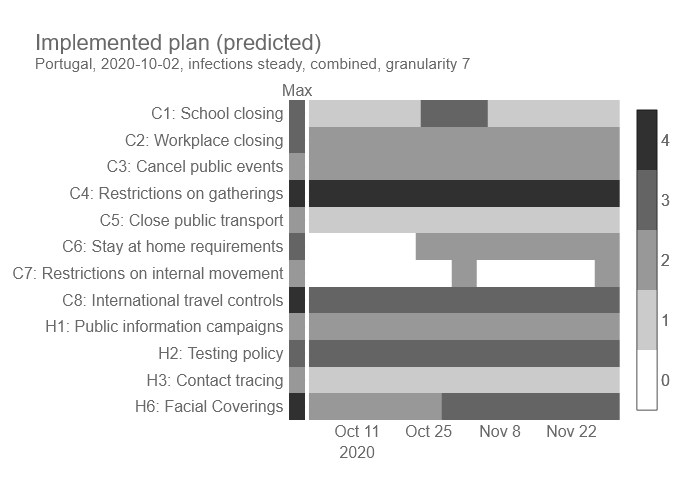 Implemented plan (predicted)
Portugal, 2020-10-02, infections steady, combined, granularity 7
Max
C1: School closing
C2: Workplace closing
C3: Cancel public events
C4: Restrictions on gatherings
C5: Close public transport
C6: Stay at home requirements
C7: Restrictions on internal movement
C8: International travel controls
H1: Public information campaigns
H2: Testing policy
H3: Contact tracing
H6: Facial Coverings
Oct 11 Oct 25 Nov 8 Nov 22
2020
4
3
2
1
0